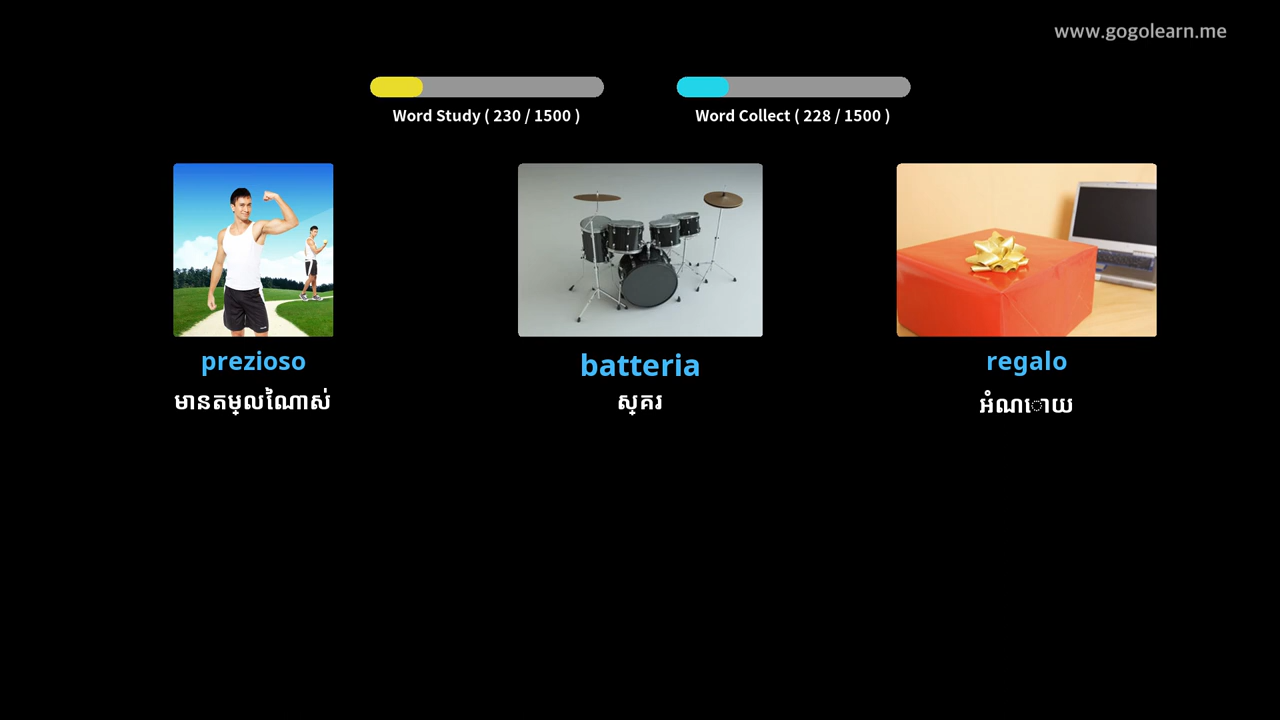 www.gogolearn.me
Word Study ( 230 / 1500 )
Word Collect ( 228 / 1500 )
prezioso
batteria
regalo
មានតម្លៃណាស់
ស្គរ
អំណោយ